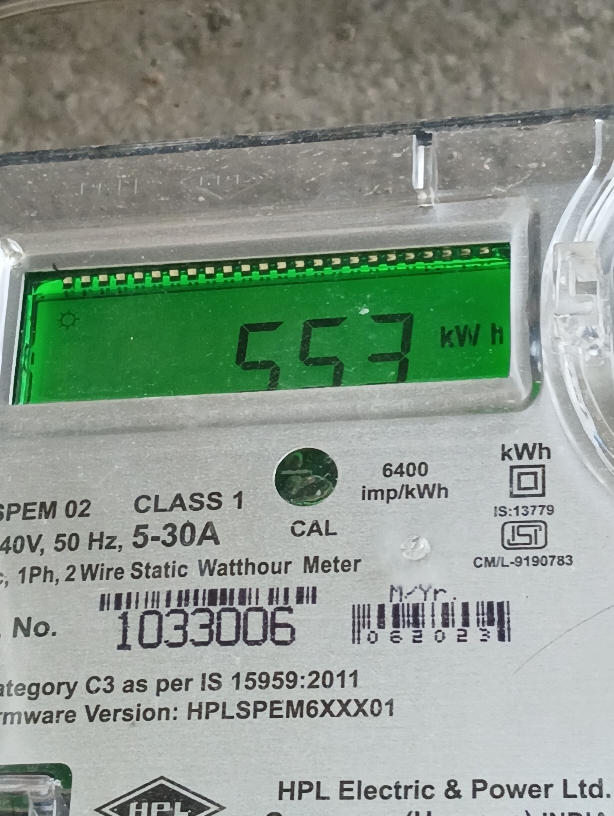 553 kWh
kWh
6400
imp/kWh
IS:13779
SPEM 02 CLASS 1
CAL
40V, 50 Hz, 5-30A
CM/L-9190783
, 1Ph, 2 Wire Static Watthour Meter
M/Yr.
No. 1033006 062023
ategory C3 as per IS 15959:2011
rmware Version: HPLSPEM6XXX01
HPL Electric & Power Ltd.
HPL